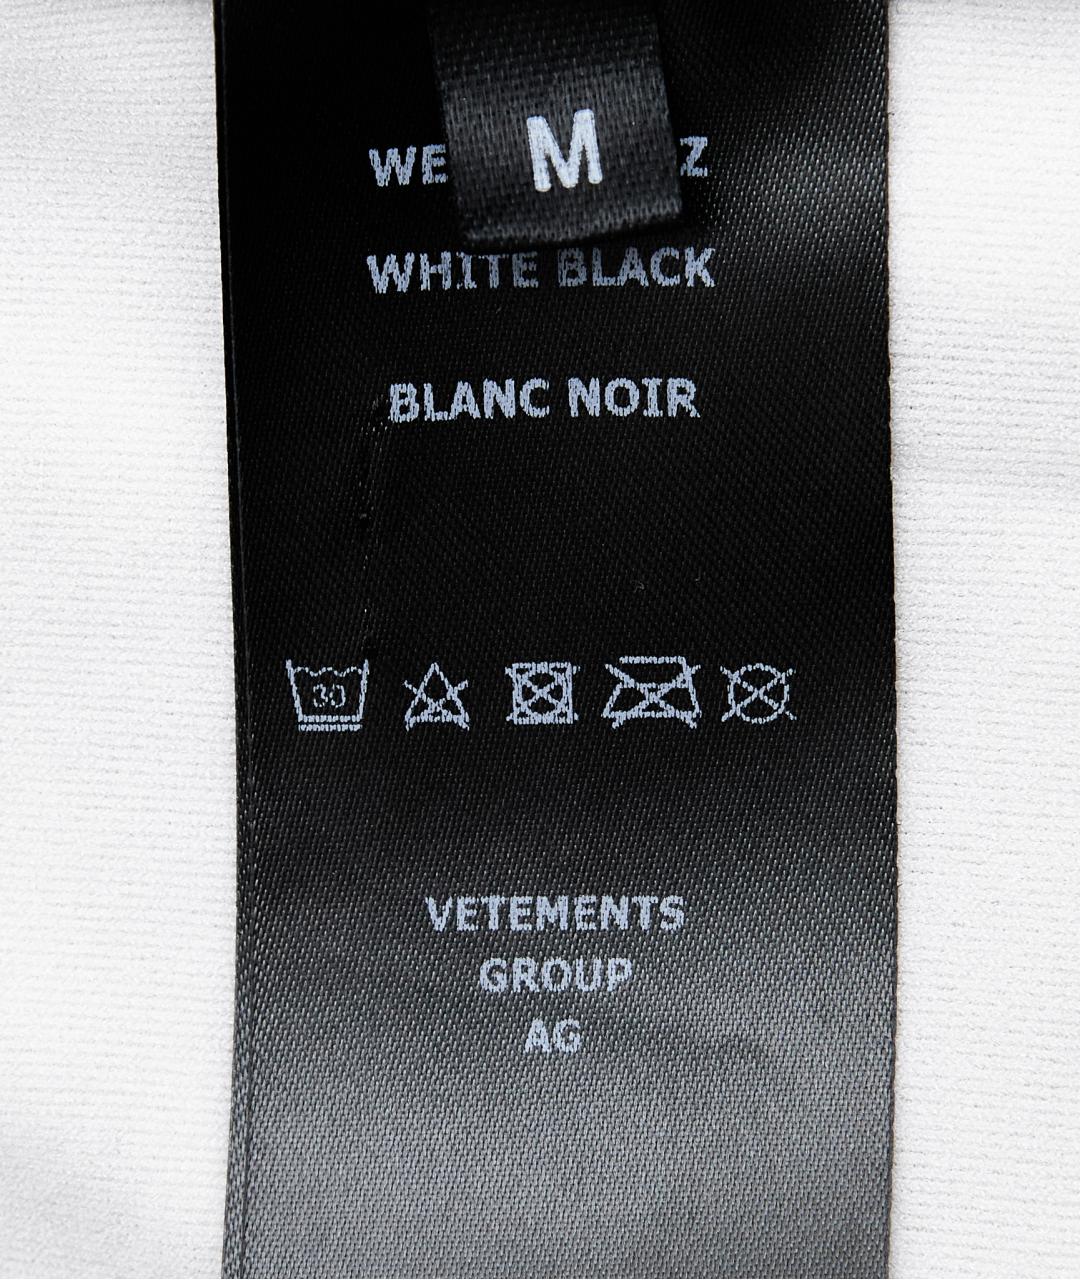 M
WHITE BLACK
BLANC NOIR
30
VETEMENTS
GROUP
AG